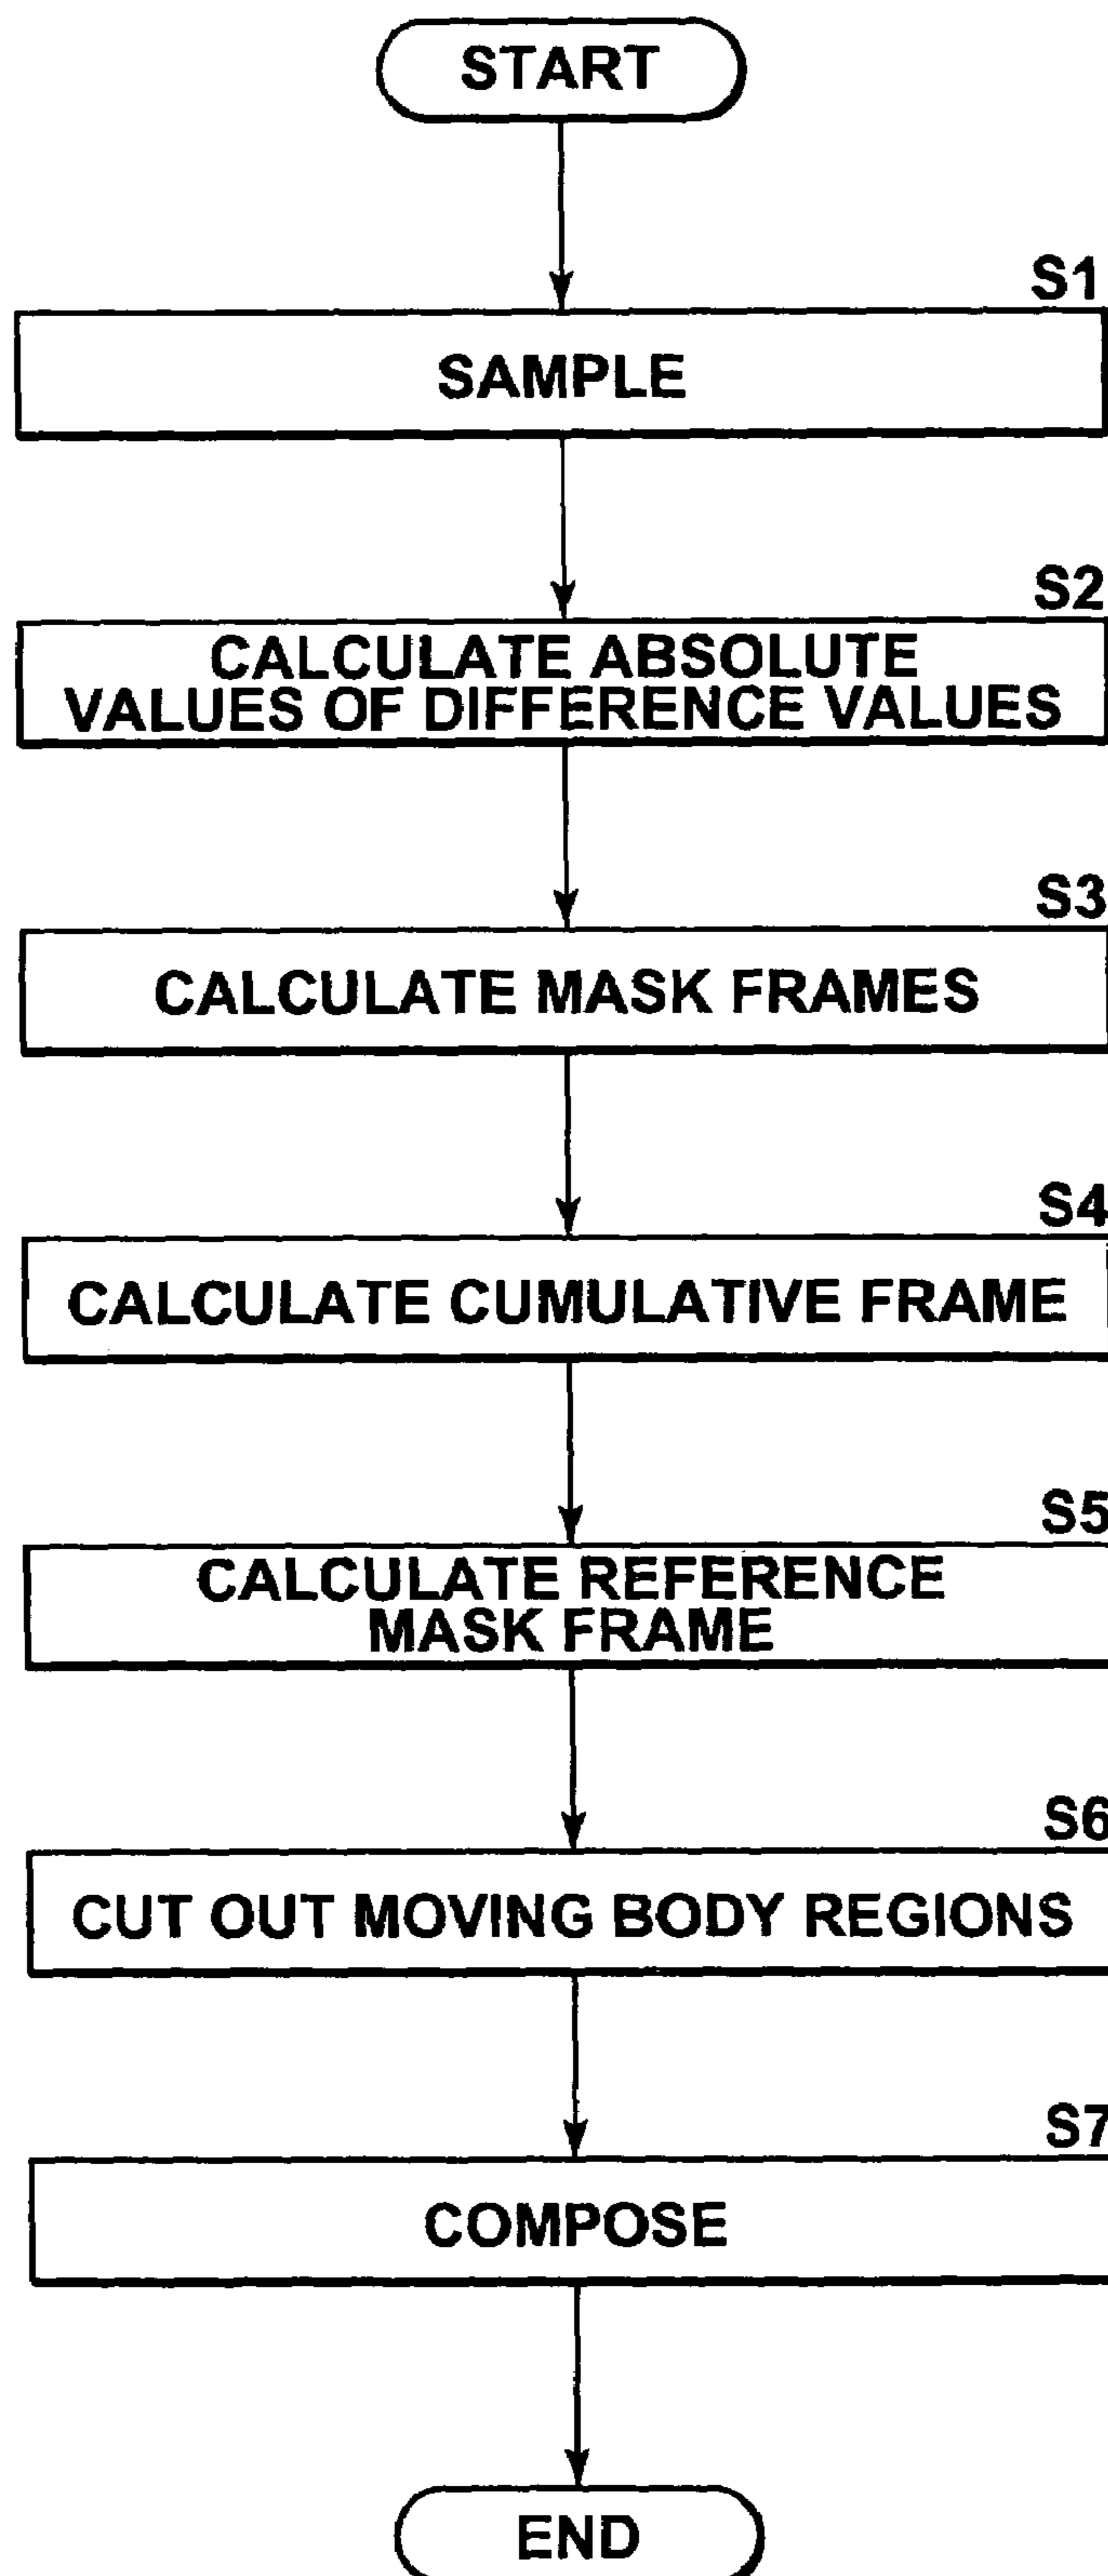 START
S1
SAMPLE
S2
CALCULATE ABSOLUTE
VALUES OF DIFFERENCE VALUES
S3
CALCULATE MASK FRAMES
S4
CALCULATE CUMULATIVE FRAME
S5
CALCULATE REFERENCE
MASK FRAME
S6
CUT OUT MOVING BODY REGIONS
S7
COMPOSE
END